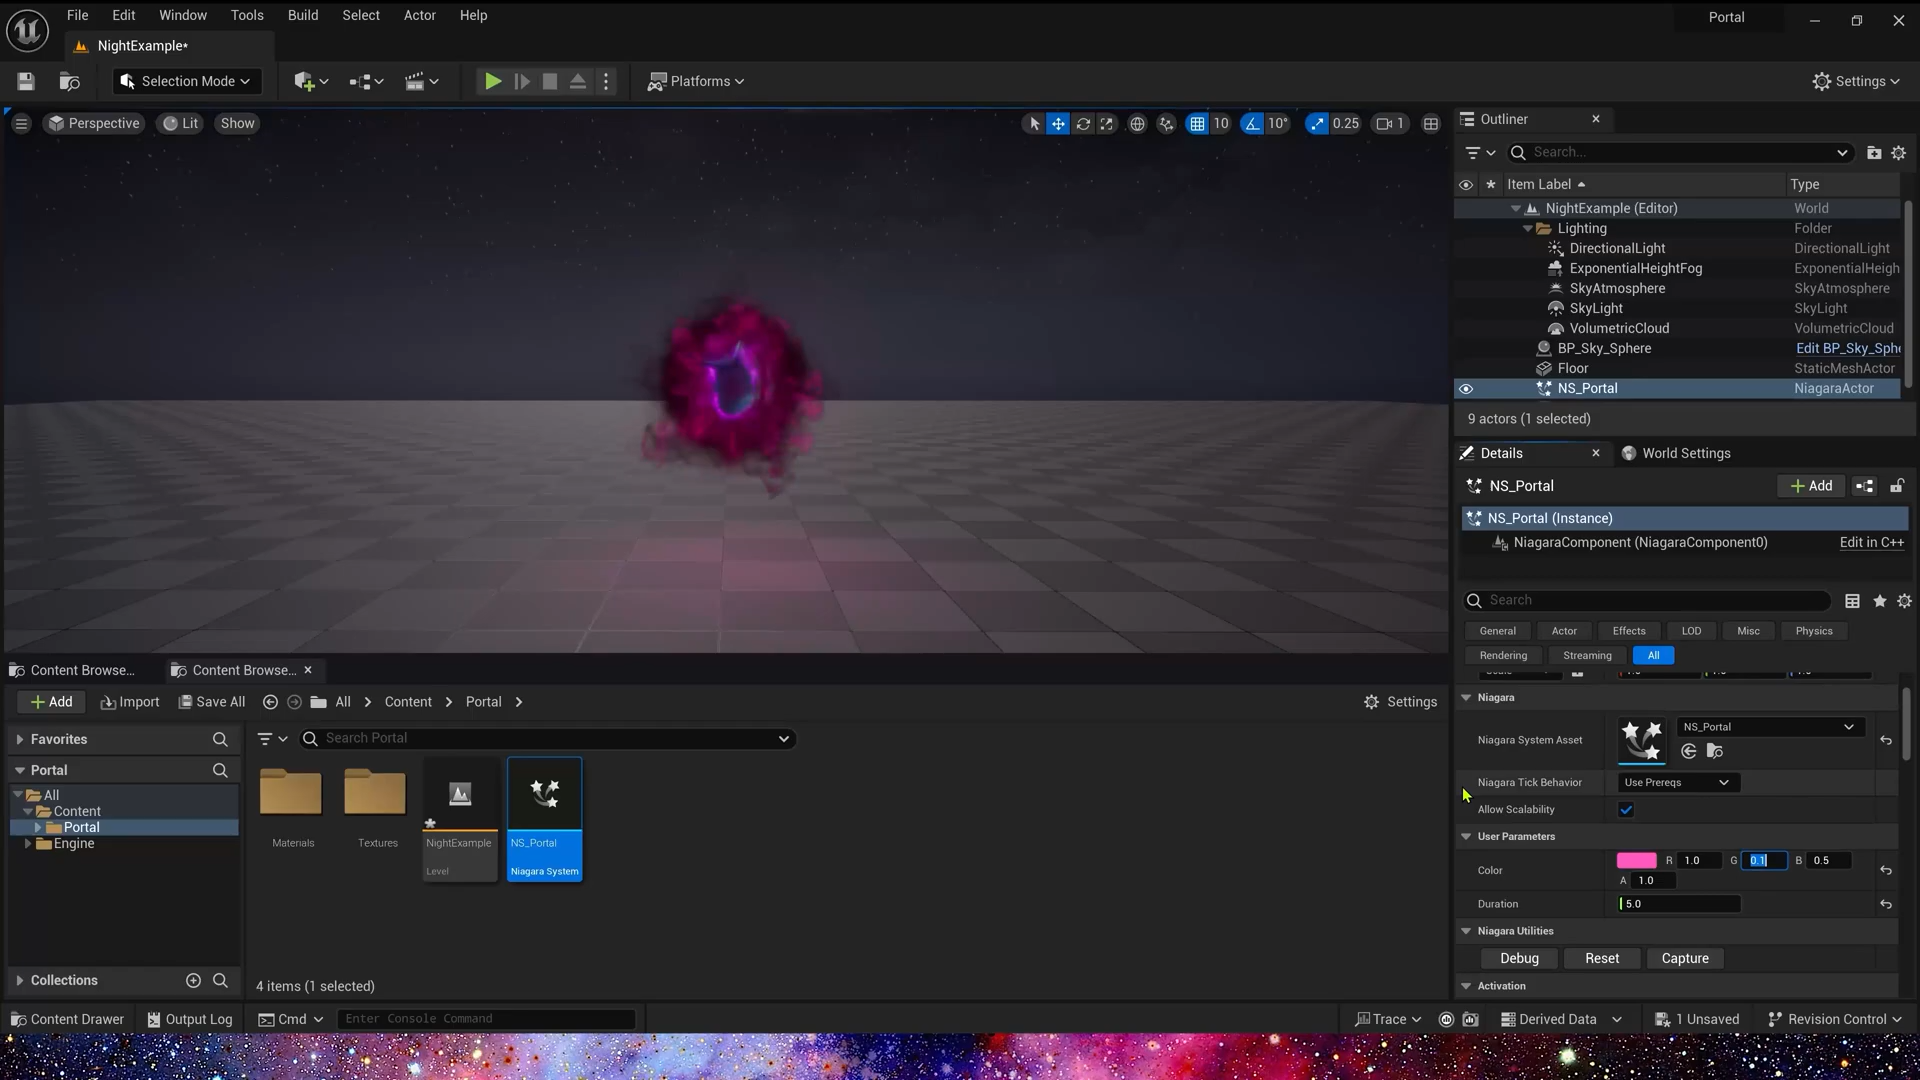 File Edit Window Tools Build Select Actor Help
Portal
NightExample*
Selection Mode
Platforms
Settings
Perspective Lit Show
10 10° 0.25 1
Outliner
Search...
Item Label Type
NightExample (Editor) World
Lighting Folder
DirectionalLight DirectionalLight
ExponentialHeightFog ExponentialHeigh
SkyAtmosphere SkyAtmosphere
SkyLight SkyLight
VolumetricCloud VolumetricCloud
BP_Sky_Sphere Edit BP_Sky_Sph
Floor StaticMeshActor
NS_Portal NiagaraActor
9 actors (1 selected)
Details World Settings
NS_Portal
Add
NS_Portal (Instance)
NiagaraComponent (NiagaraComponent0) Edit in C++
Search
General Actor Effects LOD Misc Physics
Rendering Streaming All
Niagara
Niagara System Asset NS_Portal
Niagara Tick Behavior Use Prereqs
Allow Scalability
User Parameters
Color R 1.0 G 0.1 B 0.5
A 1.0
Duration 5.0
Niagara Utilities
Debug Reset Capture
Activation
Content Browse... Content Browse...
Add Import Save All All Content Portal Settings
Favorites
Search Portal
Portal
All
Content
Portal
Engine
Materials Textures NightExample NS_Portal
Level Niagara System
Collections
4 items (1 selected)
Content Drawer Output Log Cmd Enter Console Command Trace Derived Data 1 Unsaved Revision Control